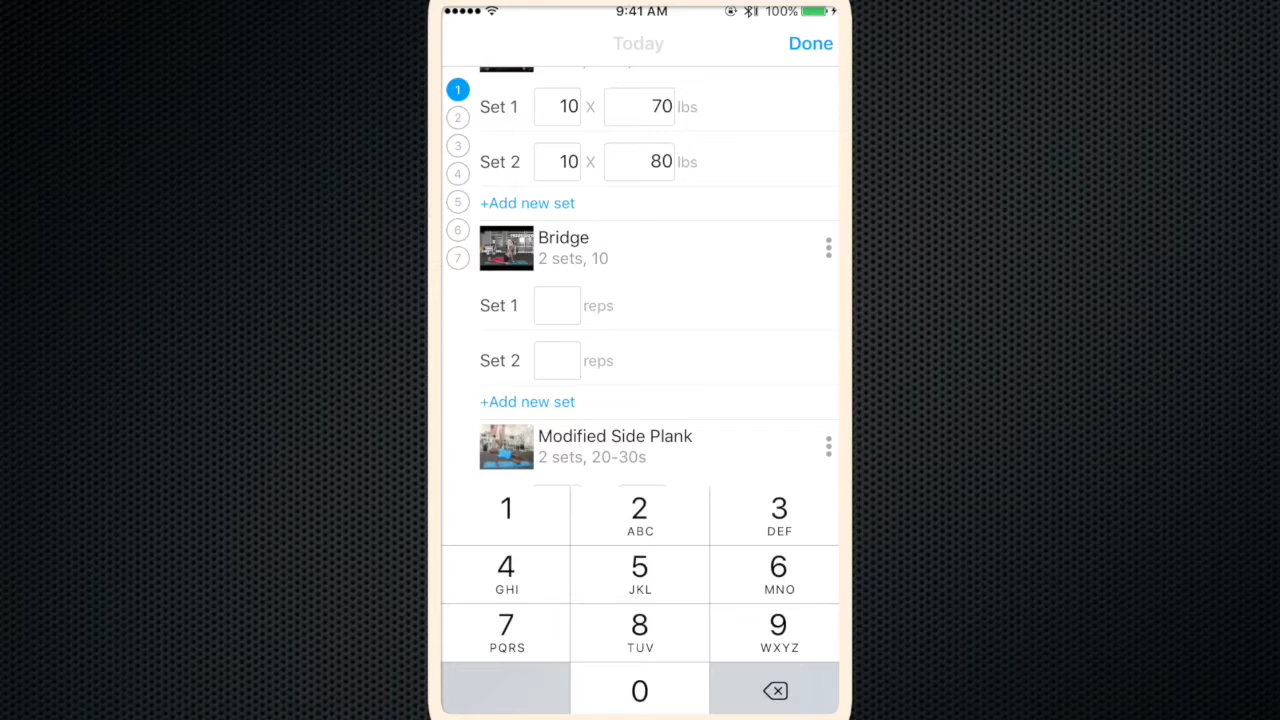 9:41 AM 100%
Today Done
1
2
3
4
5
6
7
Set 1 10 X 70 lbs
Set 2 10 X 80 lbs
+Add new set
Bridge
2 sets, 10
Set 1 reps
Set 2 reps
+Add new set
Modified Side Plank
2 sets, 20-30s
1 2 3
ABC DEF
4 5 6
GHI JKL MNO
7 8 9
PQRS TUV WXYZ
0